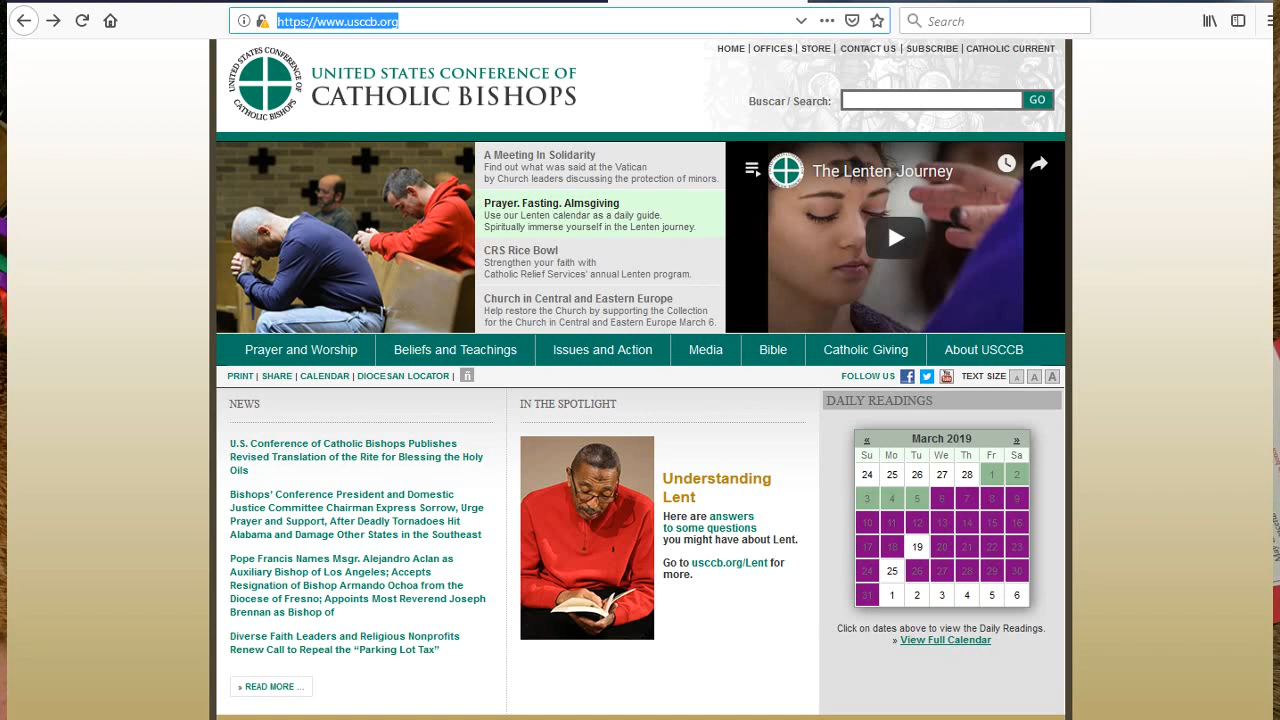 https://www.usccb.org
Search
HOME | OFFICES | STORE | CONTACT US | SUBSCRIBE | CATHOLIC CURRENT
UNITED STATES CONFERENCE OF CATHOLIC BISHOPS
UNITED STATES CONFERENCE OF
CATHOLIC BISHOPS
Buscar / Search:
GO
A Meeting In Solidarity
Find out what was said at the Vatican
by Church leaders discussing the protection of minors.
Prayer. Fasting. Almsgiving
Use our Lenten calendar as a daily guide.
Spiritually immerse yourself in the Lenten journey.
CRS Rice Bowl
Strengthen your faith with
Catholic Relief Services' annual Lenten program.
Church in Central and Eastern Europe
Help restore the Church by supporting the Collection
for the Church in Central and Eastern Europe March 6.
The Lenten Journey
Prayer and Worship
Beliefs and Teachings
Issues and Action
Media
Bible
Catholic Giving
About USCCB
PRINT | SHARE | CALENDAR | DIOCESAN LOCATOR | ñ
FOLLOW US
f
You Tube
TEXT SIZE A A A
NEWS
U.S. Conference of Catholic Bishops Publishes
Revised Translation of the Rite for Blessing the Holy
Oils
Bishops' Conference President and Domestic
Justice Committee Chairman Express Sorrow, Urge
Prayer and Support, After Deadly Tornadoes Hit
Alabama and Damage Other States in the Southeast
Pope Francis Names Msgr. Alejandro Aclan as
Auxiliary Bishop of Los Angeles; Accepts
Resignation of Bishop Armando Ochoa from the
Diocese of Fresno; Appoints Most Reverend Joseph
Brennan as Bishop of
Diverse Faith Leaders and Religious Nonprofits
Renew Call to Repeal the “Parking Lot Tax”
» READ MORE ...
IN THE SPOTLIGHT
Understanding
Lent
Here are answers
to some questions
you might have about Lent.
Go to usccb.org/Lent for
more.
DAILY READINGS
« March 2019 »
Su Mo Tu We Th Fr Sa
24 25 26 27 28 1 2
3 4 5 6 7 8 9
10 11 12 13 14 15 16
17 18 19 20 21 22 23
24 25 26 27 28 29 30
31 1 2 3 4 5 6
Click on dates above to view the Daily Readings.
» View Full Calendar